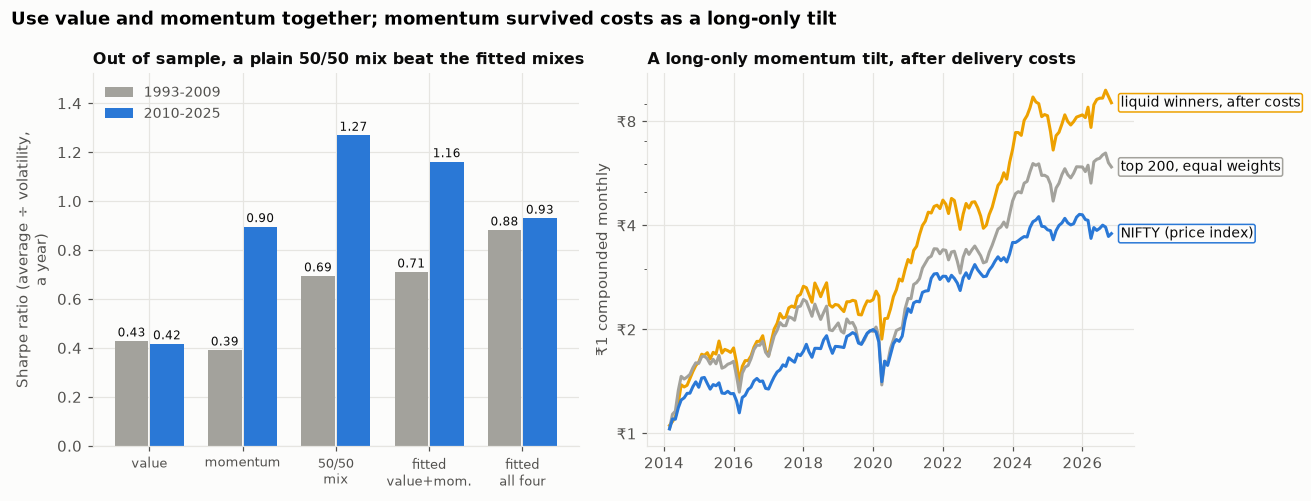 Use value and momentum together; momentum survived costs as a long-only tilt
Out of sample, a plain 50/50 mix beat the fitted mixes
Sharpe ratio (average ÷ volatility,
a year)
1.4
1.2
1.0
0.8
0.6
0.4
0.2
0.0
1993-2009
2010-2025
0.43
0.42
0.39
0.90
0.69
1.27
0.71
1.16
0.88
0.93
value
momentum
50/50
mix
fitted
value+mom.
fitted
all four
A long-only momentum tilt, after delivery costs
₹1 compounded monthly
₹8
₹4
₹2
₹1
liquid winners, after costs
top 200, equal weights
NIFTY (price index)
2014
2016
2018
2020
2022
2024
2026